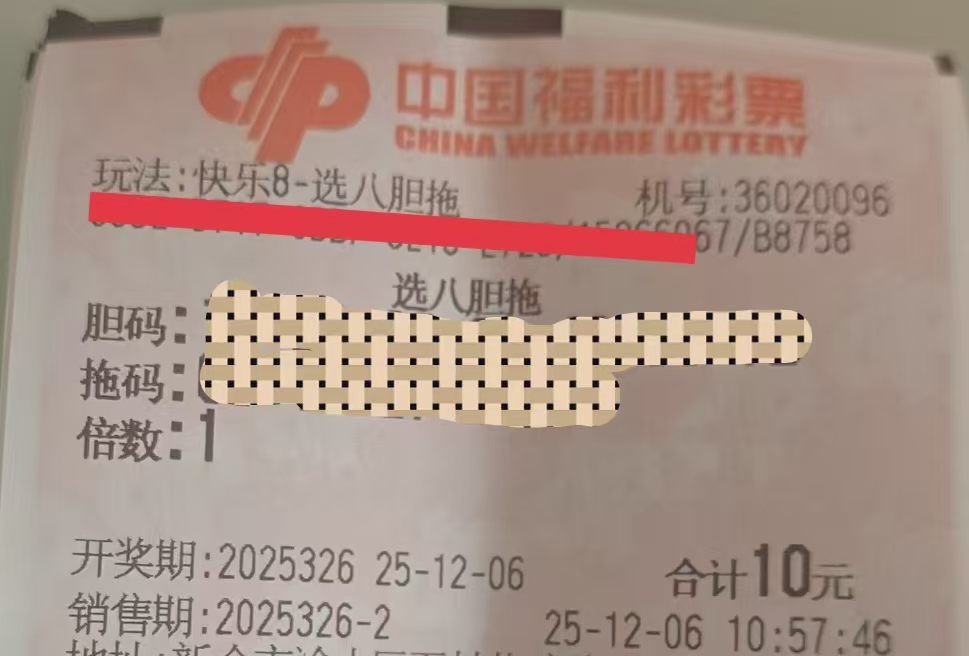 中国福利彩票
CHINA WELFARE LOTTERY
玩法:快乐8-选八胆拖 机号:36020096
67/B8758
选八胆拖
胆码:
拖码:
倍数:1
开奖期:2025326 25-12-06 合计10元
销售期:2025326-2 25-12-06 10:57:46